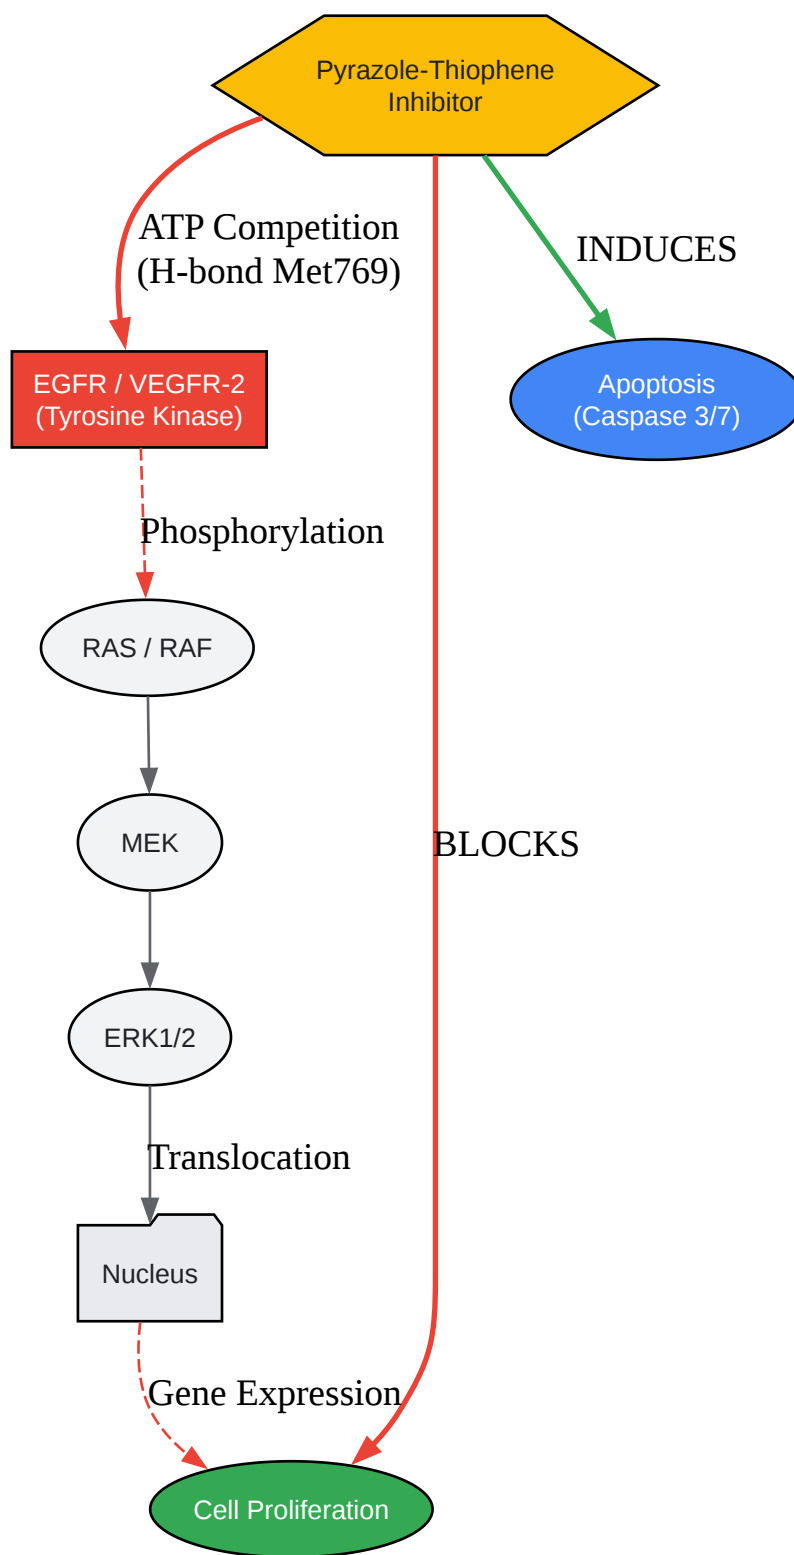 Pyrazole-Thiophene
Inhibitor
ATP Competition
(H-bond Met769)
INDUCES
EGFR / VEGFR-2
(Tyrosine Kinase)
Apoptosis
(Caspase 3/7)
Phosphorylation
RAS / RAF
MEK
BLOCKS
ERK1/2
Translocation
Nucleus
Gene Expression
Cell Proliferation